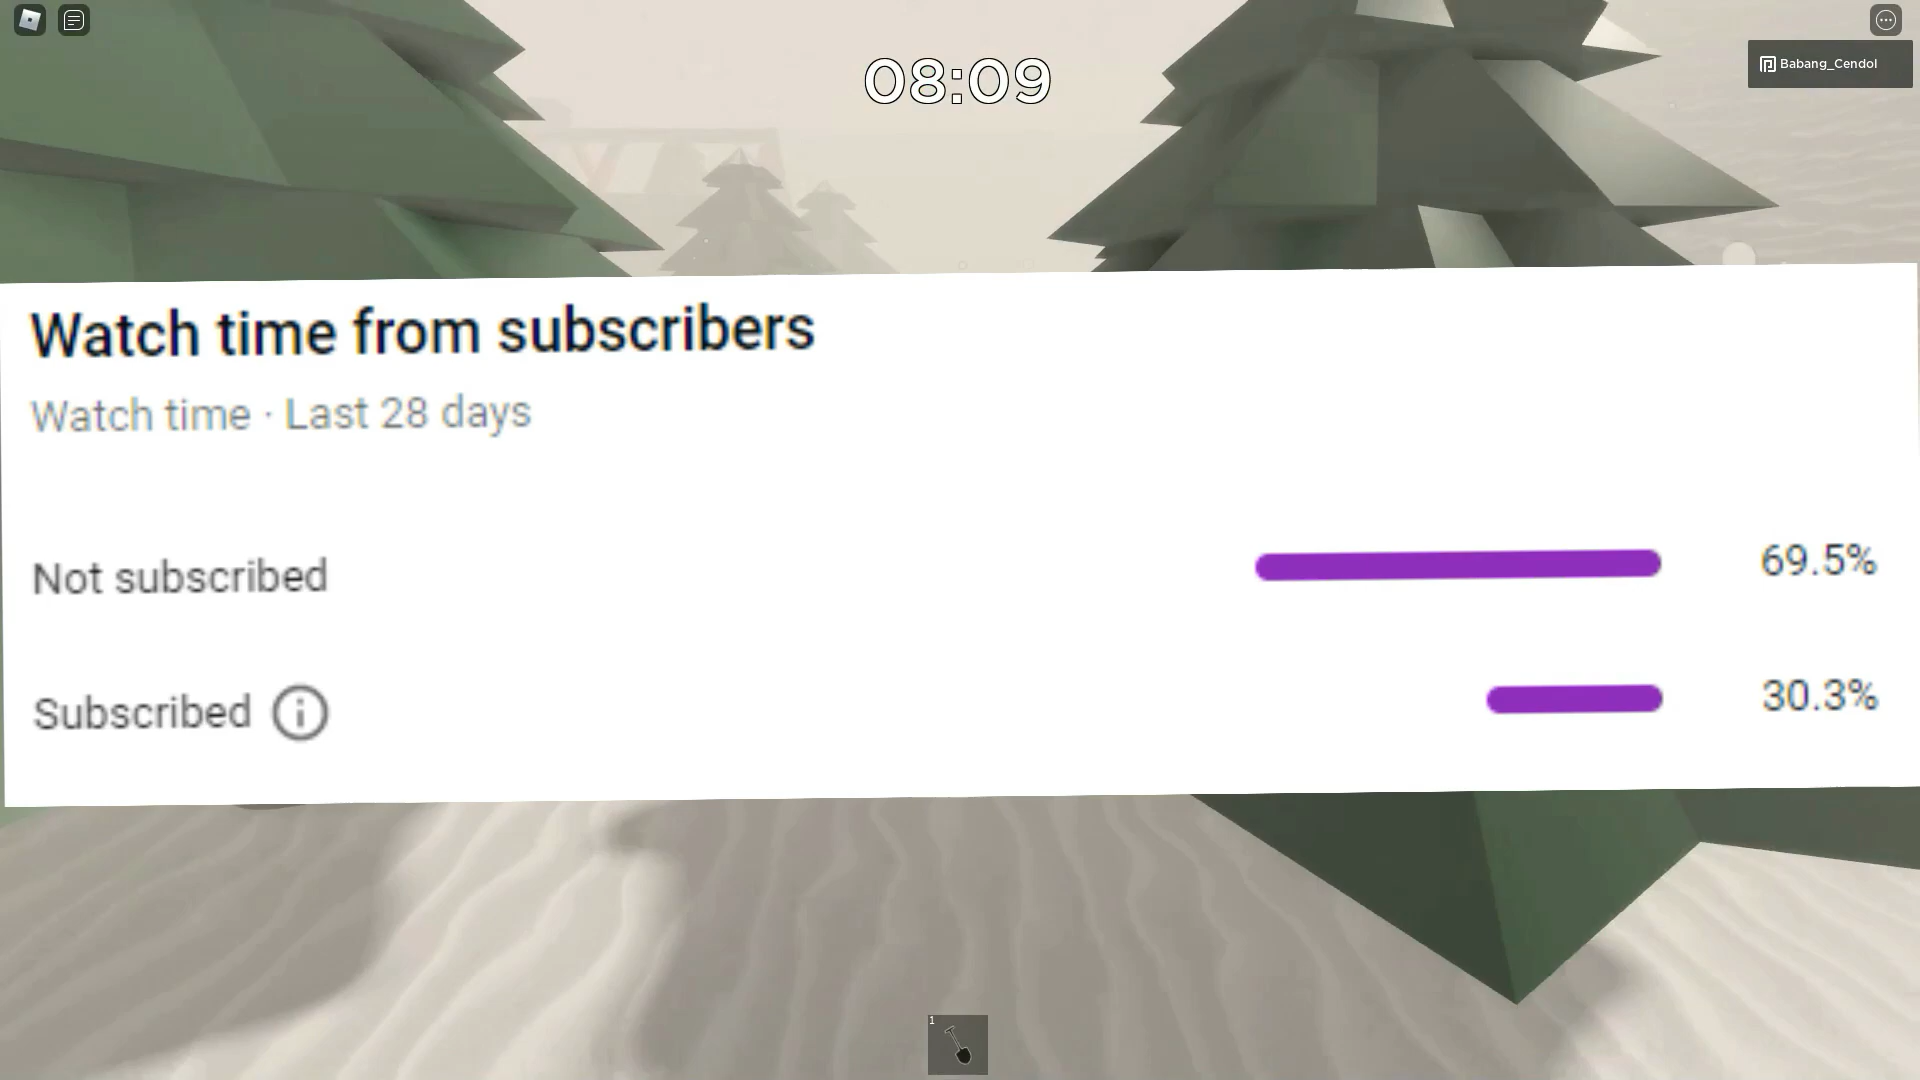 08:09
Babang_Cendol
Watch time from subscribers
Watch time · Last 28 days
Not subscribed 69.5%
Subscribed 30.3%
1